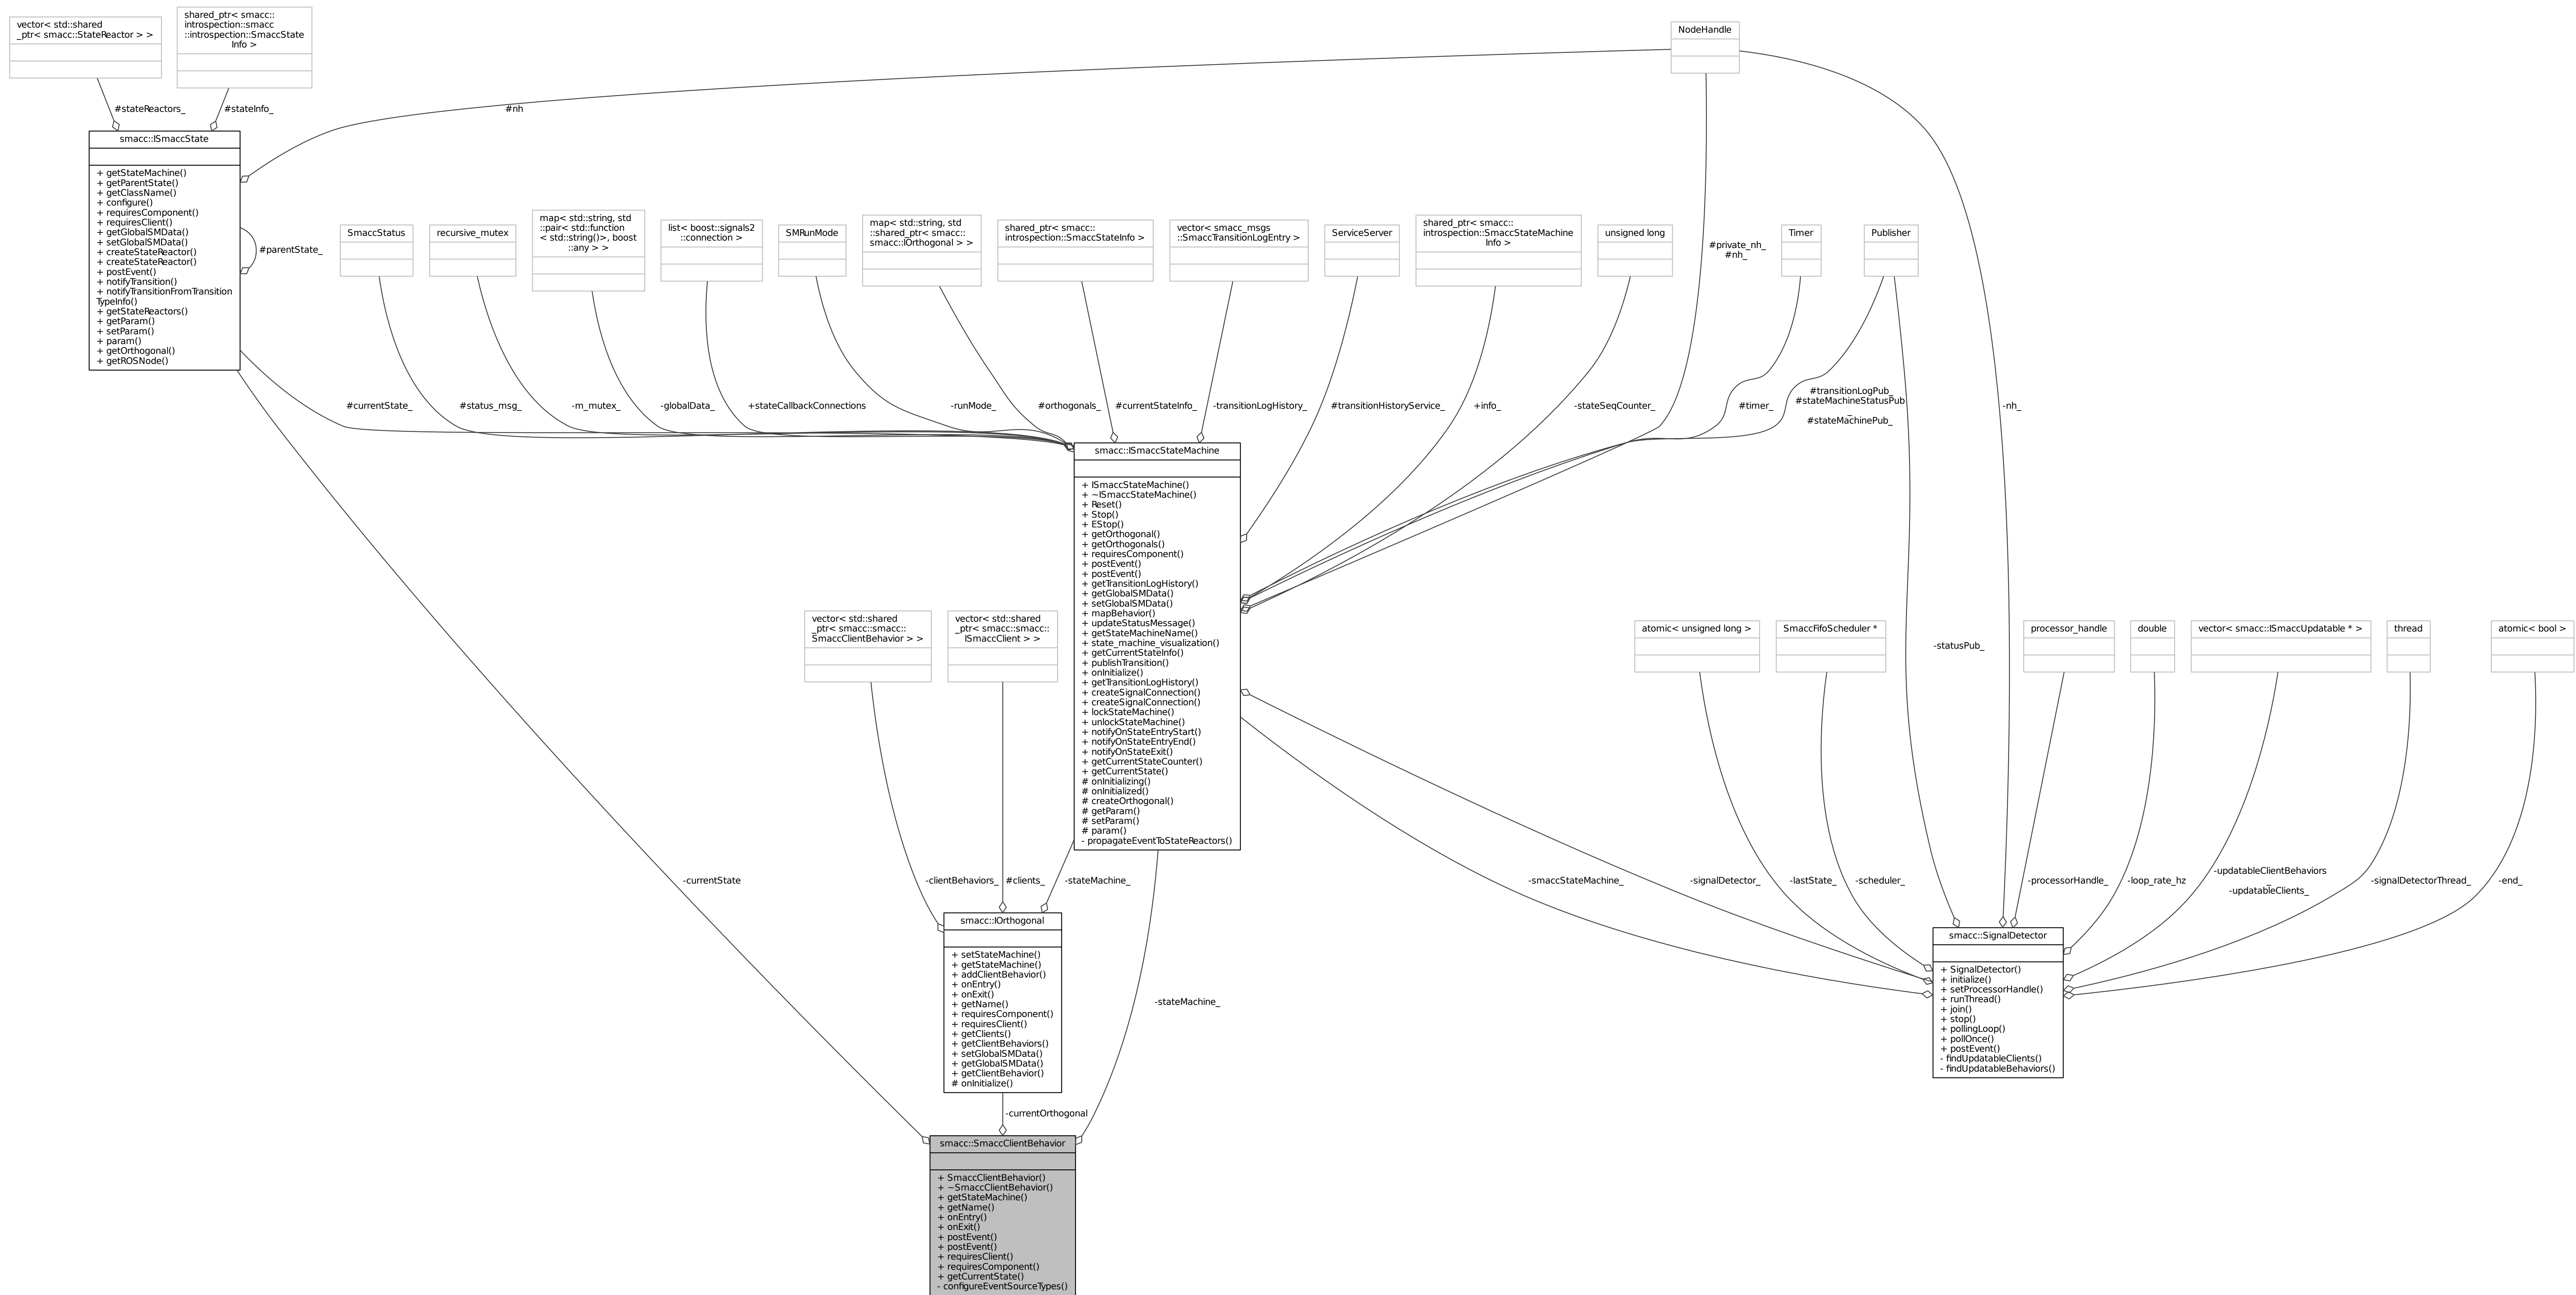 vector< std::shared
_ptr< smacc::StateReactor > >
shared_ptr< smacc::
introspection::smacc
::introspection::SmaccState
Info >
NodeHandle
#stateReactors_
#stateInfo_
#nh
smacc::ISmaccState
+ getStateMachine()
+ getParentState()
+ getClassName()
+ configure()
+ requiresComponent()
+ requiresClient()
+ getGlobalSMData()
+ setGlobalSMData()
+ createStateReactor()
+ createStateReactor()
+ postEvent()
+ notifyTransition()
+ notifyTransitionFromTransition
TypeInfo()
+ getStateReactors()
+ getParam()
+ setParam()
+ param()
+ getOrthogonal()
+ getROSNode()
#parentState_
SmaccStatus
recursive_mutex
map< std::string, std
::pair< std::function
< std::string()>, boost
::any > >
list< boost::signals2
::connection >
SMRunMode
map< std::string, std
::shared_ptr< smacc::
smacc::IOrthogonal > >
shared_ptr< smacc::
introspection::SmaccStateInfo >
vector< smacc_msgs
::SmaccTransitionLogEntry >
ServiceServer
shared_ptr< smacc::
introspection::SmaccStateMachine
Info >
unsigned long
#private_nh_
#nh_
Timer
Publisher
#currentState_
#status_msg_
-m_mutex_
-globalData_
+stateCallbackConnections
-runMode_
#orthogonals_
#currentStateInfo_
-transitionLogHistory_
#transitionHistoryService_
+info_
-stateSeqCounter_
#timer_
#transitionLogPub_
#stateMachineStatusPub
_
#stateMachinePub_
-nh_
smacc::ISmaccStateMachine
+ ISmaccStateMachine()
+ ~ISmaccStateMachine()
+ Reset()
+ Stop()
+ EStop()
+ getOrthogonal()
+ getOrthogonals()
+ requiresComponent()
+ postEvent()
+ postEvent()
+ getTransitionLogHistory()
+ getGlobalSMData()
+ setGlobalSMData()
+ mapBehavior()
+ updateStatusMessage()
+ getStateMachineName()
+ state_machine_visualization()
+ getCurrentStateInfo()
+ publishTransition()
+ onInitialize()
+ getTransitionLogHistory()
+ createSignalConnection()
+ createSignalConnection()
+ lockStateMachine()
+ unlockStateMachine()
+ notifyOnStateEntryStart()
+ notifyOnStateEntryEnd()
+ notifyOnStateExit()
+ getCurrentStateCounter()
+ getCurrentState()
# onInitializing()
# onInitialized()
# createOrthogonal()
# getParam()
# setParam()
# param()
- propagateEventToStateReactors()
vector< std::shared
_ptr< smacc::smacc::
SmaccClientBehavior > >
vector< std::shared
_ptr< smacc::smacc::
ISmaccClient > >
atomic< unsigned long >
SmaccFifoScheduler *
-statusPub_
processor_handle
double
vector< smacc::ISmaccUpdatable * >
thread
atomic< bool >
-currentState
-clientBehaviors_
#clients_
-stateMachine_
-smaccStateMachine_
-signalDetector_
-lastState_
-scheduler_
-processorHandle_
-loop_rate_hz
-updatableClientBehaviors
_
-updatableClients_
-signalDetectorThread_
-end_
smacc::IOrthogonal
+ setStateMachine()
+ getStateMachine()
+ addClientBehavior()
+ onEntry()
+ onExit()
+ getName()
+ requiresComponent()
+ requiresClient()
+ getClients()
+ getClientBehaviors()
+ setGlobalSMData()
+ getGlobalSMData()
+ getClientBehavior()
# onInitialize()
-stateMachine_
smacc::SignalDetector
+ SignalDetector()
+ initialize()
+ setProcessorHandle()
+ runThread()
+ join()
+ stop()
+ pollingLoop()
+ pollOnce()
+ postEvent()
- findUpdatableClients()
- findUpdatableBehaviors()
-currentOrthogonal
smacc::SmaccClientBehavior
+ SmaccClientBehavior()
+ ~SmaccClientBehavior()
+ getStateMachine()
+ getName()
+ onEntry()
+ onExit()
+ postEvent()
+ postEvent()
+ requiresClient()
+ requiresComponent()
+ getCurrentState()
- configureEventSourceTypes()